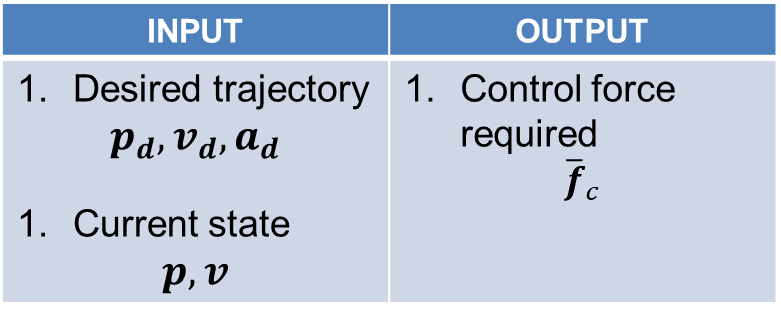 INPUT
OUTPUT
1. Desired trajectory
𝒑_d, 𝒗_d, 𝒂_d
1. Current state
𝒑, 𝒗
1. Control force
required
f̄_c